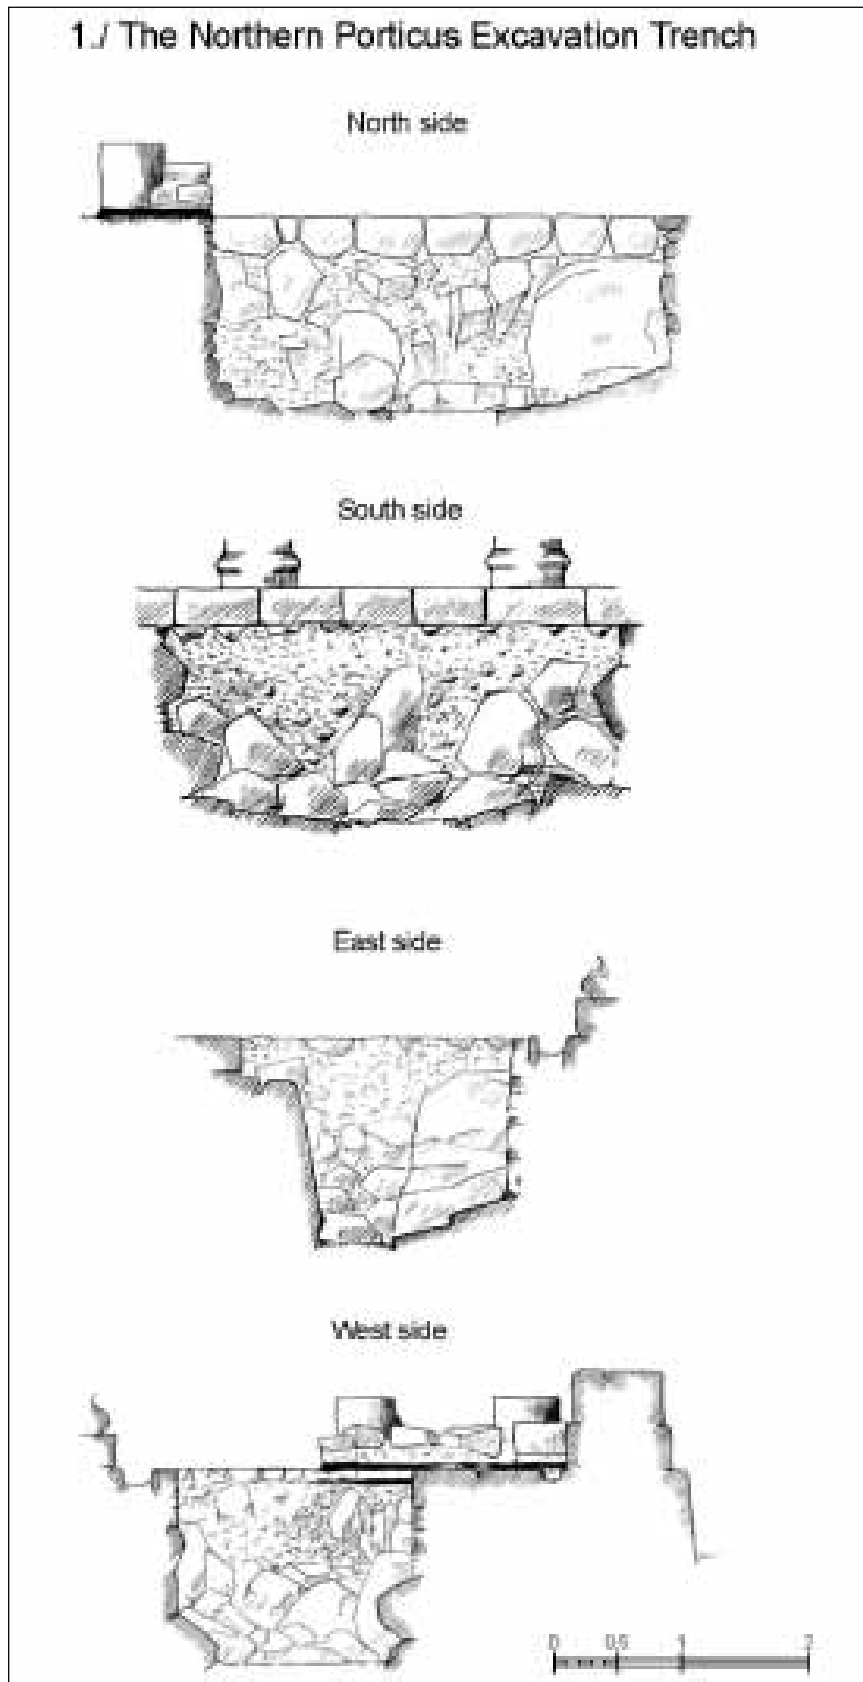 1./ The Northern Porticus Excavation Trench
North side
South side
East side
West side
0 0,5 1 2